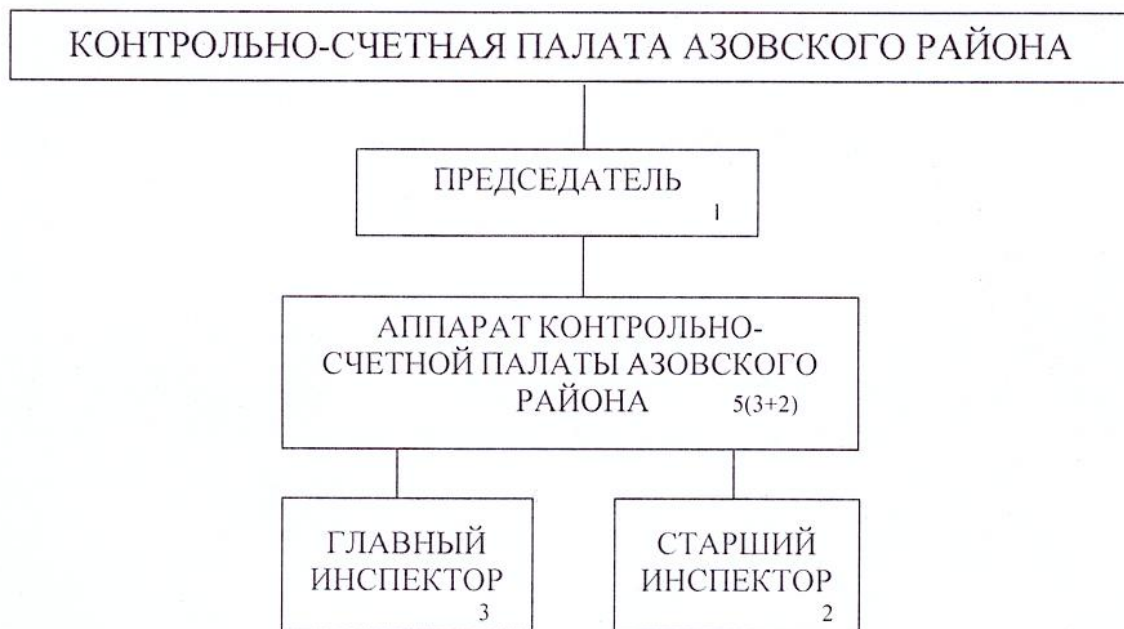 КОНТРОЛЬНО-СЧЕТНАЯ ПАЛАТА АЗОВСКОГО РАЙОНА
ПРЕДСЕДАТЕЛЬ
1
АППАРАТ КОНТРОЛЬНО-
СЧЕТНОЙ ПАЛАТЫ АЗОВСКОГО
РАЙОНА 5(3+2)
ГЛАВНЫЙ
ИНСПЕКТОР
3
СТАРШИЙ
ИНСПЕКТОР
2